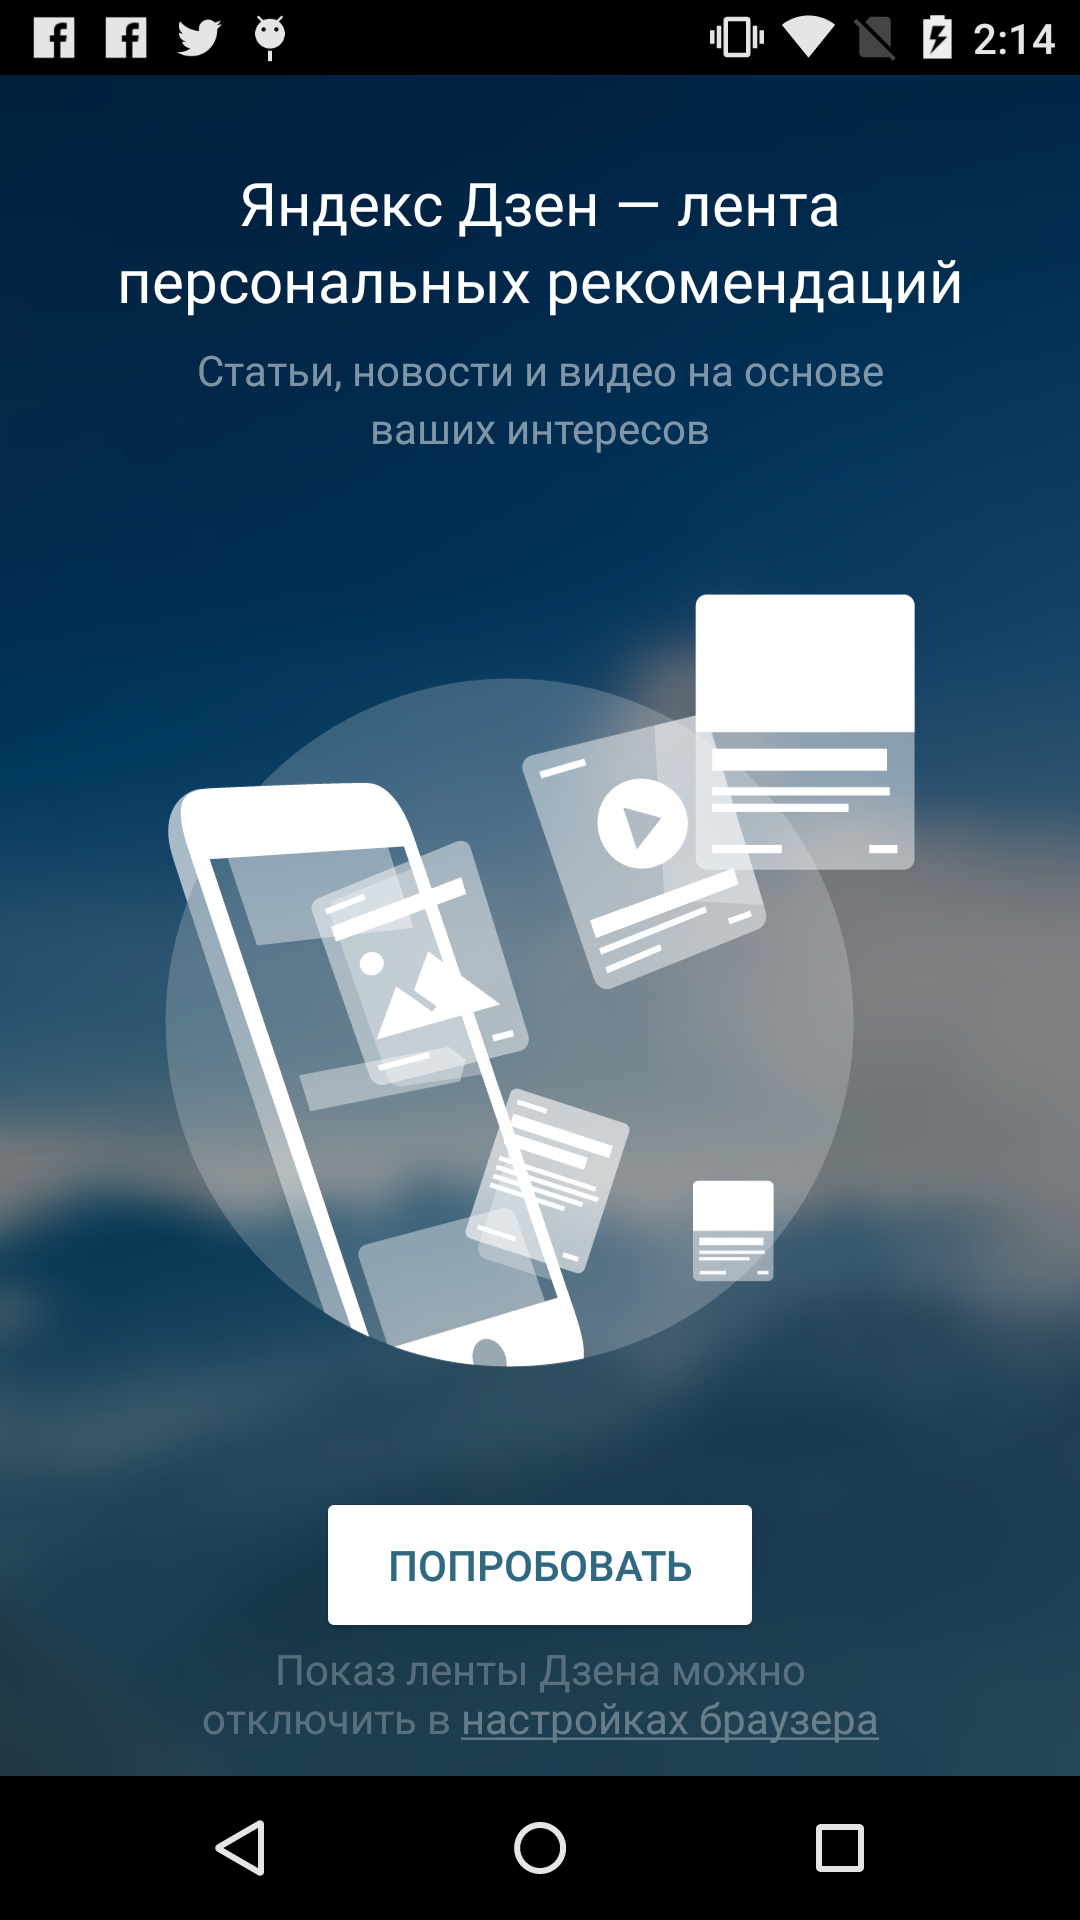 2:14
Яндекс Дзен — лента
персональных рекомендаций
Статьи, новости и видео на основе
ваших интересов
ПОПРОБОВАТЬ
Показ ленты Дзена можно
отключить в настройках браузера